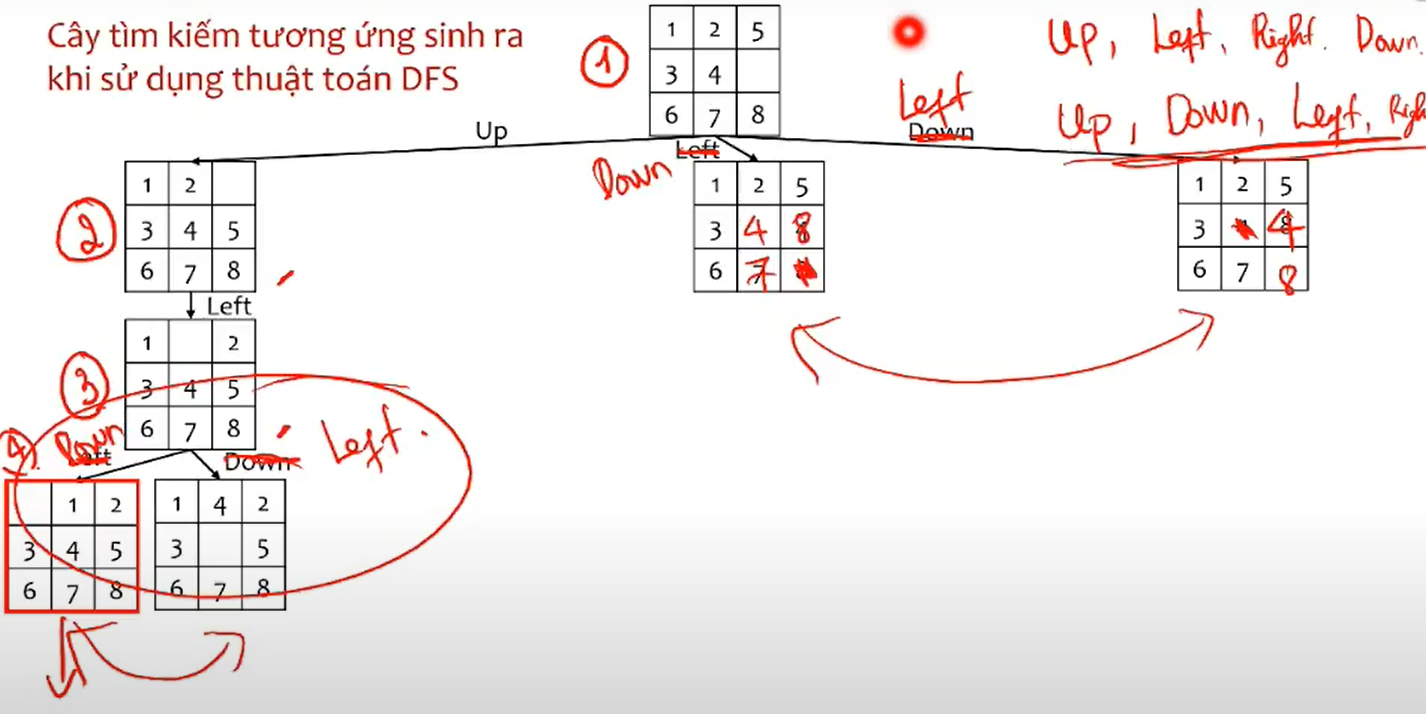 Cây tìm kiếm tương ứng sinh ra
khi sử dụng thuật toán DFS
1
1 2 5
3 4
6 7 8
Up, Left, Right. Down.
Up, Down, Left, Righ
Up
Left
Down
Left
Down
2
1 2
3 4 5
6 7 8
1 2 5
3 4 8
6 7
1 2 5
3 4
6 7 8
Left
3
1 2
3 4 5
6 7 8
4.
Down
Left
Down
Left.
1 2
3 4 5
6 7 8
1 4 2
3 5
6 7 8